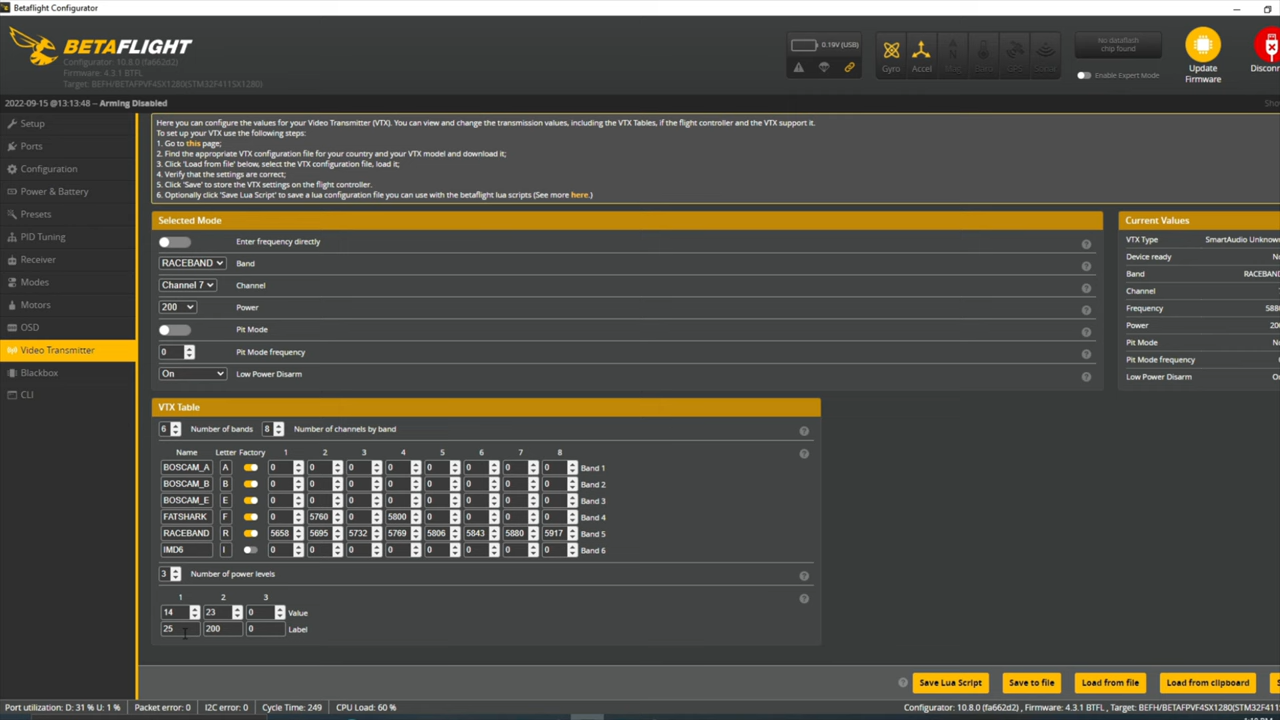 Betaflight Configurator
BETAFLIGHT
Configurator: 10.8.0 (fa662d2)
Firmware: 4.3.1 BTFL
Target: BEFH/BETAFPVF4SX1280(STM32F411SX1280)
0.19V (USB)
Gyro
Accel
No dataflash
chip found
Enable Expert Mode
Update
Firmware
Disconn
2022-09-15 @13:13:48 -- Arming Disabled
Setup
Ports
Configuration
Power & Battery
Presets
PID Tuning
Receiver
Modes
Motors
OSD
Video Transmitter
Blackbox
CLI
Here you can configure the values for your Video Transmitter (VTX). You can view and change the transmission values, including the VTX Tables, if the flight controller and the VTX support it.
To set up your VTX use the following steps:
1. Go to this page;
2. Find the appropriate VTX configuration file for your country and your VTX model and download it;
3. Click 'Load from file' below, select the VTX configuration file, load it;
4. Verify that the settings are correct;
5. Click 'Save' to store the VTX settings on the flight controller.
6. Optionally click 'Save Lua Script' to save a lua configuration file you can use with the betaflight lua scripts (See more here.)
Selected Mode
Enter frequency directly
RACEBAND Band
Channel 7 Channel
200 Power
Pit Mode
0 Pit Mode frequency
On Low Power Disarm
Current Values
VTX Type SmartAudio Unknown
Device ready
Band RACEBAND
Channel
Frequency 588
Power 20
Pit Mode
Pit Mode frequency
Low Power Disarm On
VTX Table
6 Number of bands 8 Number of channels by band
Name Letter Factory 1 2 3 4 5 6 7 8
BOSCAM_A A 0 0 0 0 0 0 0 0 Band 1
BOSCAM_B B 0 0 0 0 0 0 0 0 Band 2
BOSCAM_E E 0 0 0 0 0 0 0 0 Band 3
FATSHARK F 0 5760 0 5800 0 0 0 0 Band 4
RACEBAND R 5658 5695 5732 5769 5806 5843 5880 5917 Band 5
IMD6 I 0 0 0 0 0 0 0 0 Band 6
3 Number of power levels
1 2 3
14 23 0 Value
25 200 0 Label
Save Lua Script
Save to file
Load from file
Load from clipboard
Port utilization: D: 31 % U: 1 %
Packet error: 0
I2C error: 0
Cycle Time: 249
CPU Load: 60 %
Configurator: 10.8.0 (fa662d2), Firmware: 4.3.1 BTFL, Target: BEFH/BETAFPVF4SX1280(STM32F